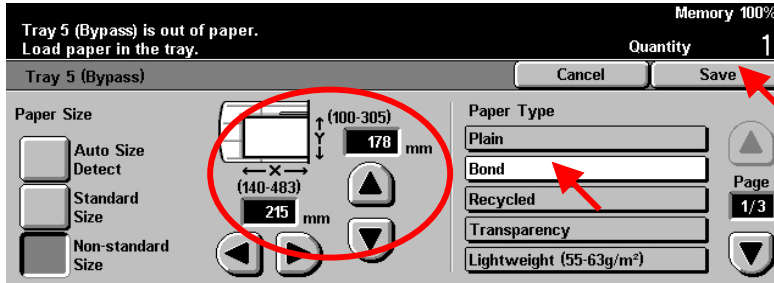 Memory 100%
Tray 5 (Bypass) is out of paper.
Load paper in the tray.
Quantity 1
Tray 5 (Bypass)
Cancel
Save
Paper Size
Auto Size
Detect
Standard
Size
Non-standard
Size
(100-305)
Y
178 mm
X
(140-483)
215 mm
Paper Type
Plain
Bond
Recycled
Transparency
Lightweight (55-63g/m²)
Page
1/3